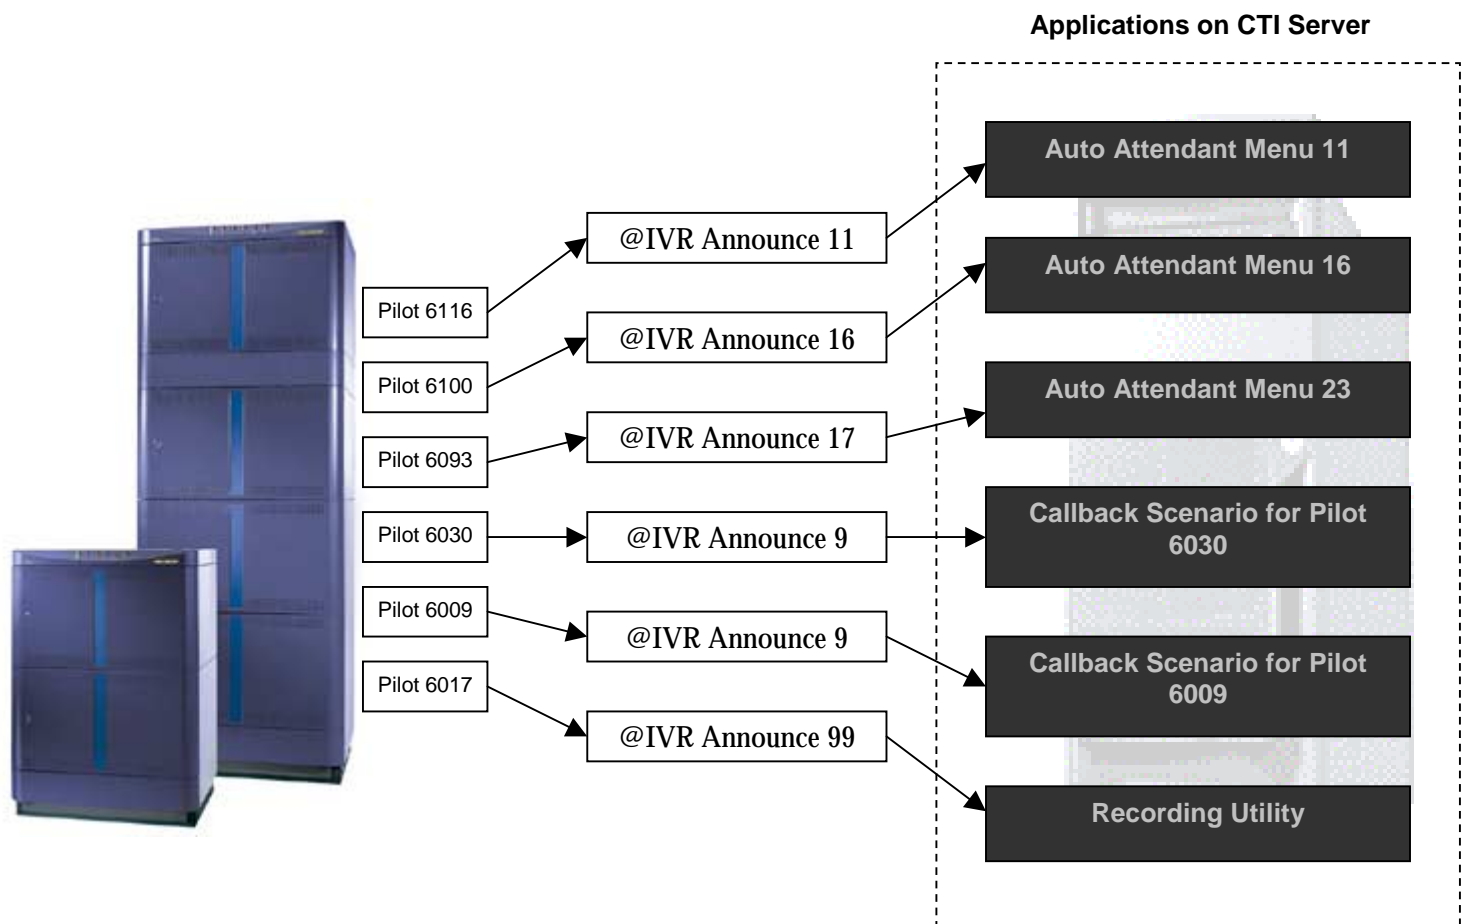 Applications on CTI Server
Auto Attendant Menu 11
@IVR Announce 11
Auto Attendant Menu 16
Pilot 6116
@IVR Announce 16
Pilot 6100
Auto Attendant Menu 23
@IVR Announce 17
Pilot 6093
Callback Scenario for Pilot
6030
Pilot 6030
@IVR Announce 9
Pilot 6009
@IVR Announce 9
Callback Scenario for Pilot
6009
Pilot 6017
@IVR Announce 99
Recording Utility